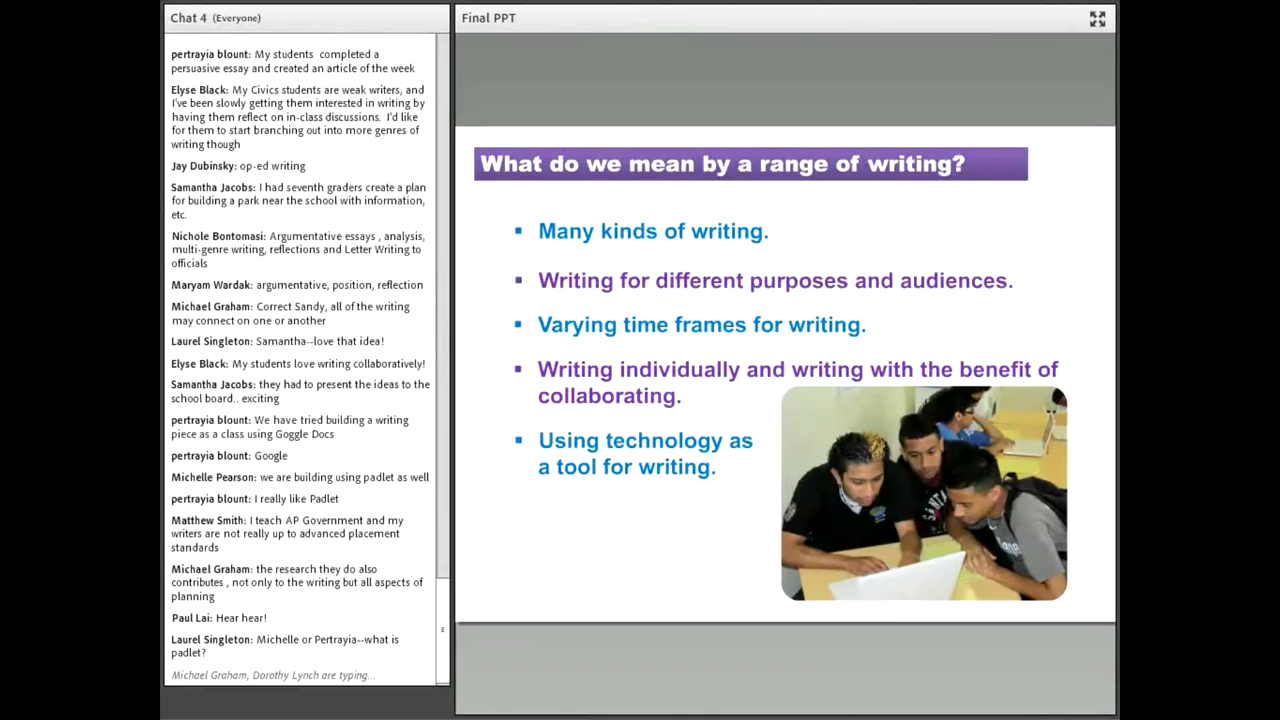 Chat 4 (Everyone)
pertrayia blount: My students completed a
persuasive essay and created an article of the week
Elyse Black: My Civics students are weak writers, and
I've been slowly getting them interested in writing by
having them reflect on in-class discussions. I'd like
for them to start branching out into more genres of
writing though
Jay Dubinsky: op-ed writing
Samantha Jacobs: I had seventh graders create a plan
for building a park near the school with information,
etc.
Nichole Bontomasi: Argumentative essays , analysis,
multi-genre writing, reflections and Letter Writing to
officials
Maryam Wardak: argumentative, position, reflection
Michael Graham: Correct Sandy, all of the writing
may connect on one or another
Laurel Singleton: Samantha--love that idea!
Elyse Black: My students love writing collaboratively!
Samantha Jacobs: they had to present the ideas to the
school board.. exciting
pertrayia blount: We have tried building a writing
piece as a class using Goggle Docs
pertrayia blount: Google
Michelle Pearson: we are building using padlet as well
pertrayia blount: I really like Padlet
Matthew Smith: I teach AP Government and my
writers are not really up to advanced placement
standards
Michael Graham: the research they do also
contributes , not only to the writing but all aspects of
planning
Paul Lai: Hear hear!
Laurel Singleton: Michelle or Pertrayia--what is
padlet?
Michael Graham, Dorothy Lynch are typing...
Final PPT
What do we mean by a range of writing?
Many kinds of writing.
Writing for different purposes and audiences.
Varying time frames for writing.
Writing individually and writing with the benefit of
collaborating.
Using technology as
a tool for writing.